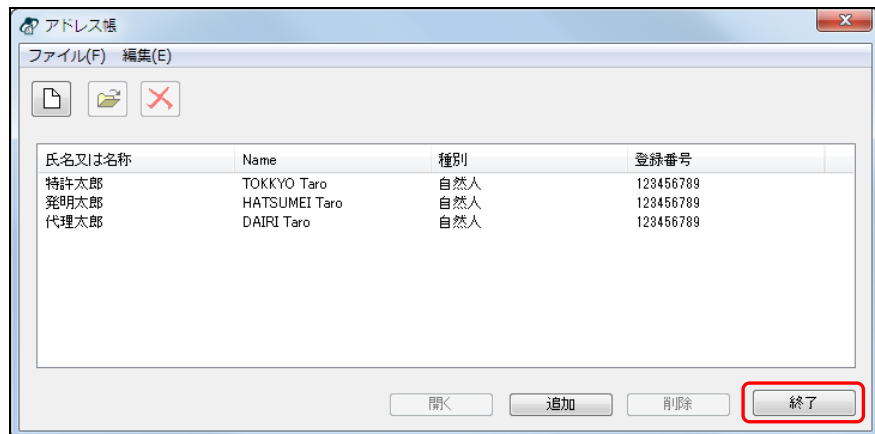 アドレス帳
ファイル(F) 編集(E)
氏名又は名称 Name 種別 登録番号
特許太郎 TOKKYO Taro 自然人 123456789
発明太郎 HATSUMEI Taro 自然人 123456789
代理太郎 DAIRI Taro 自然人 123456789
開く 追加 削除 終了